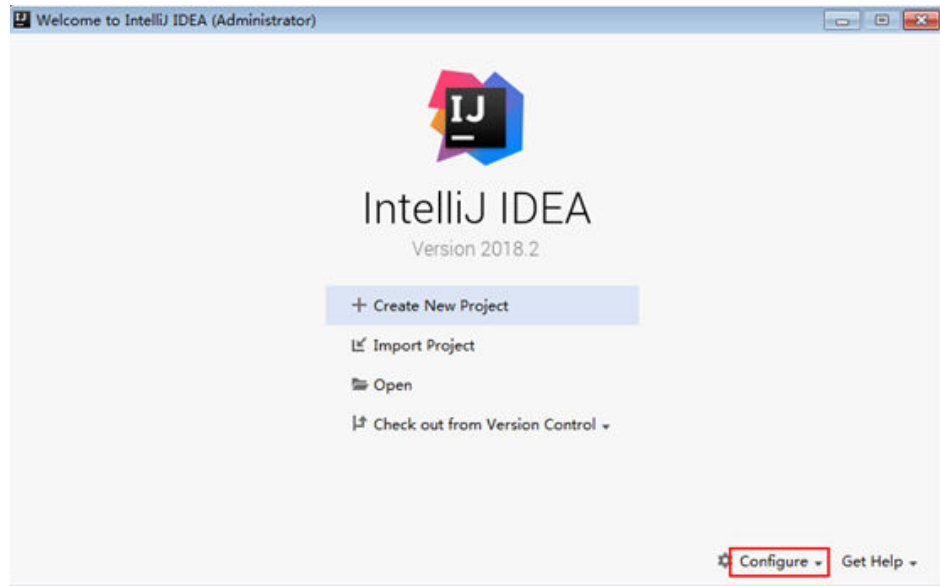 Welcome to IntelliJ IDEA (Administrator)
IJ
IntelliJ IDEA
Version 2018.2
Create New Project
Import Project
Open
Check out from Version Control
Configure
Get Help